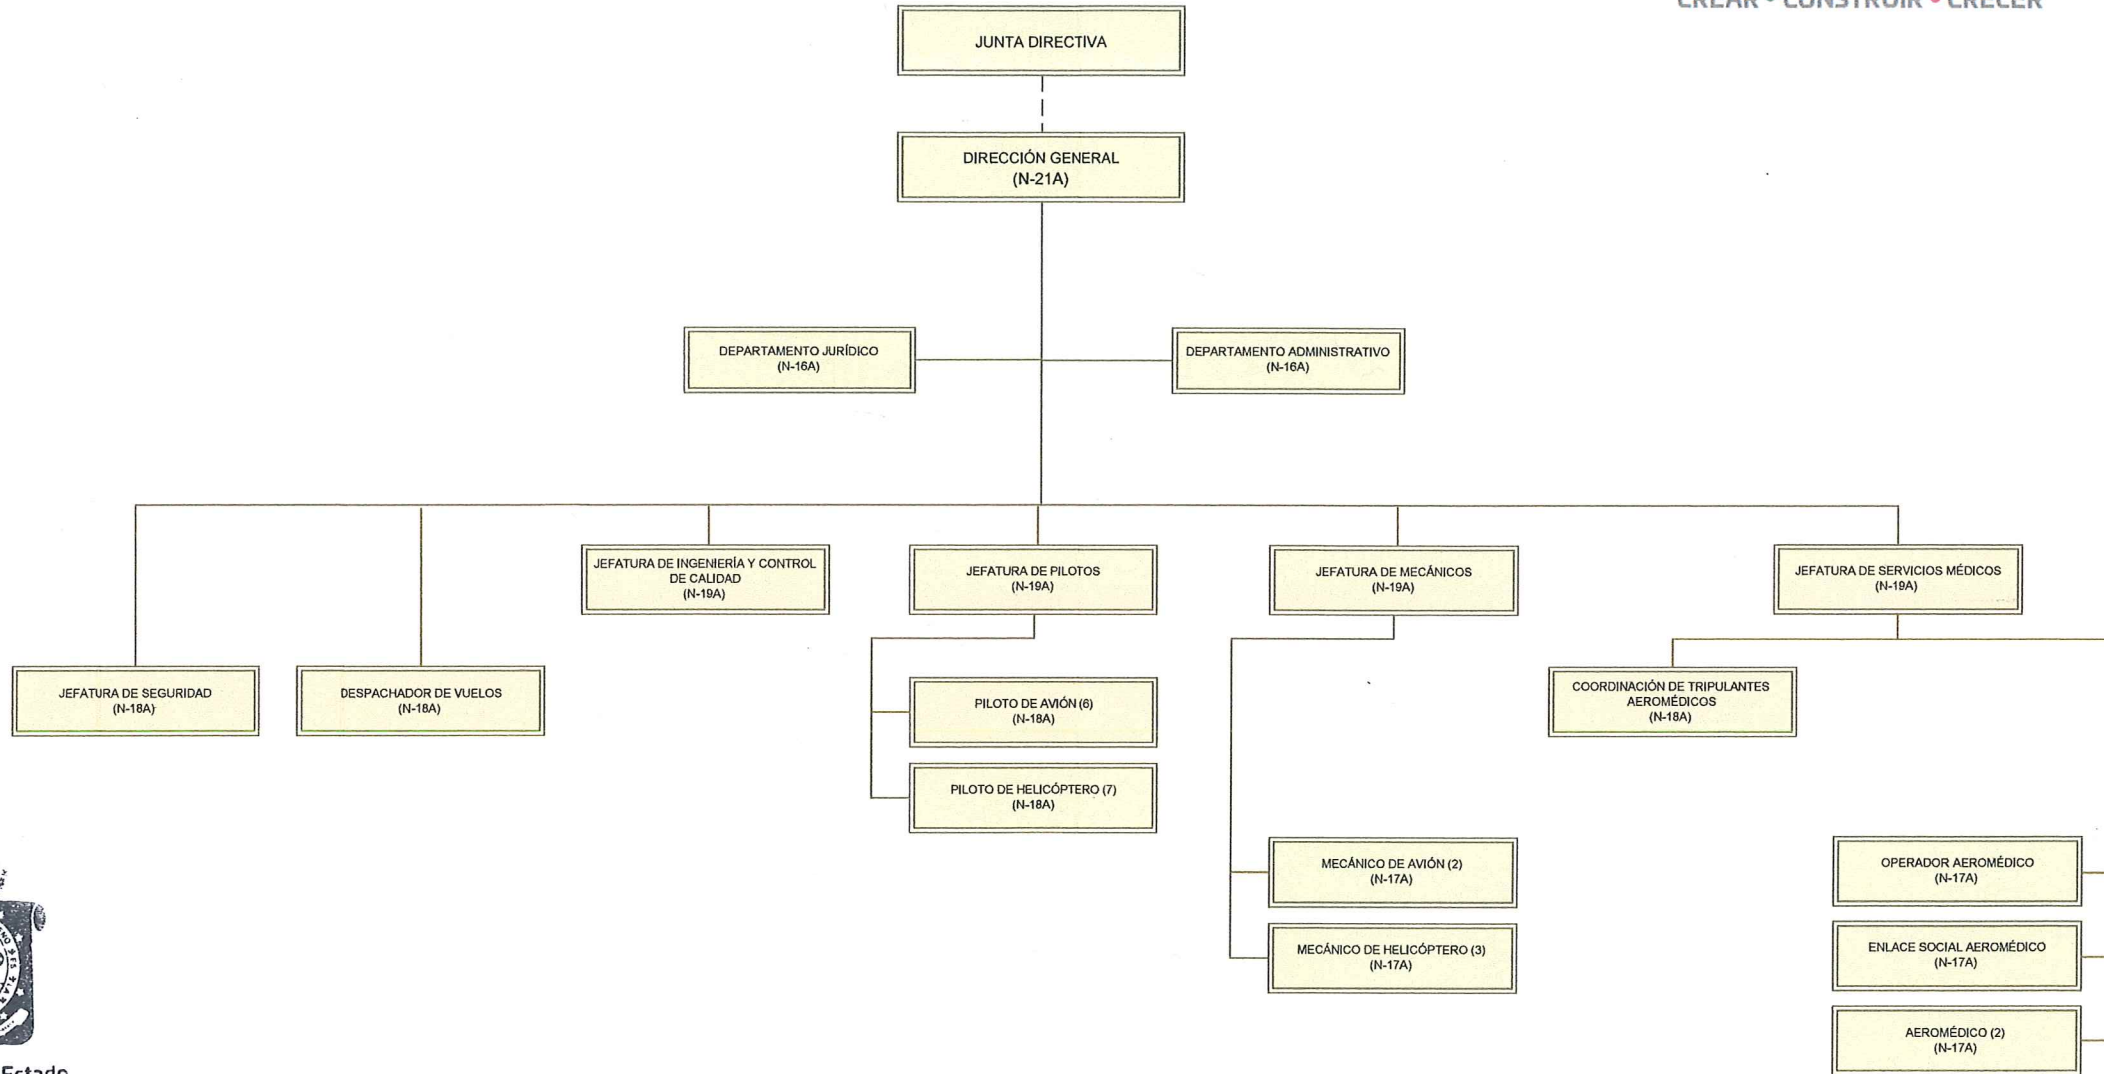 CREAR • CONSTRUIR • CRECER
JUNTA DIRECTIVA
DIRECCIÓN GENERAL
(N-21A)
DEPARTAMENTO JURÍDICO
(N-16A)
DEPARTAMENTO ADMINISTRATIVO
(N-16A)
JEFATURA DE INGENIERÍA Y CONTROL
DE CALIDAD
(N-19A)
JEFATURA DE PILOTOS
(N-19A)
JEFATURA DE MECÁNICOS
(N-19A)
JEFATURA DE SERVICIOS MÉDICOS
(N-19A)
JEFATURA DE SEGURIDAD
(N-18A)
DESPACHADOR DE VUELOS
(N-18A)
PILOTO DE AVIÓN (6)
(N-18A)
COORDINACIÓN DE TRIPULANTES
AEROMÉDICOS
(N-18A)
PILOTO DE HELICÓPTERO (7)
(N-18A)
MECÁNICO DE AVIÓN (2)
(N-17A)
OPERADOR AEROMÉDICO
(N-17A)
MECÁNICO DE HELICÓPTERO (3)
(N-17A)
ENLACE SOCIAL AEROMÉDICO
(N-17A)
AEROMÉDICO (2)
(N-17A)
Estado